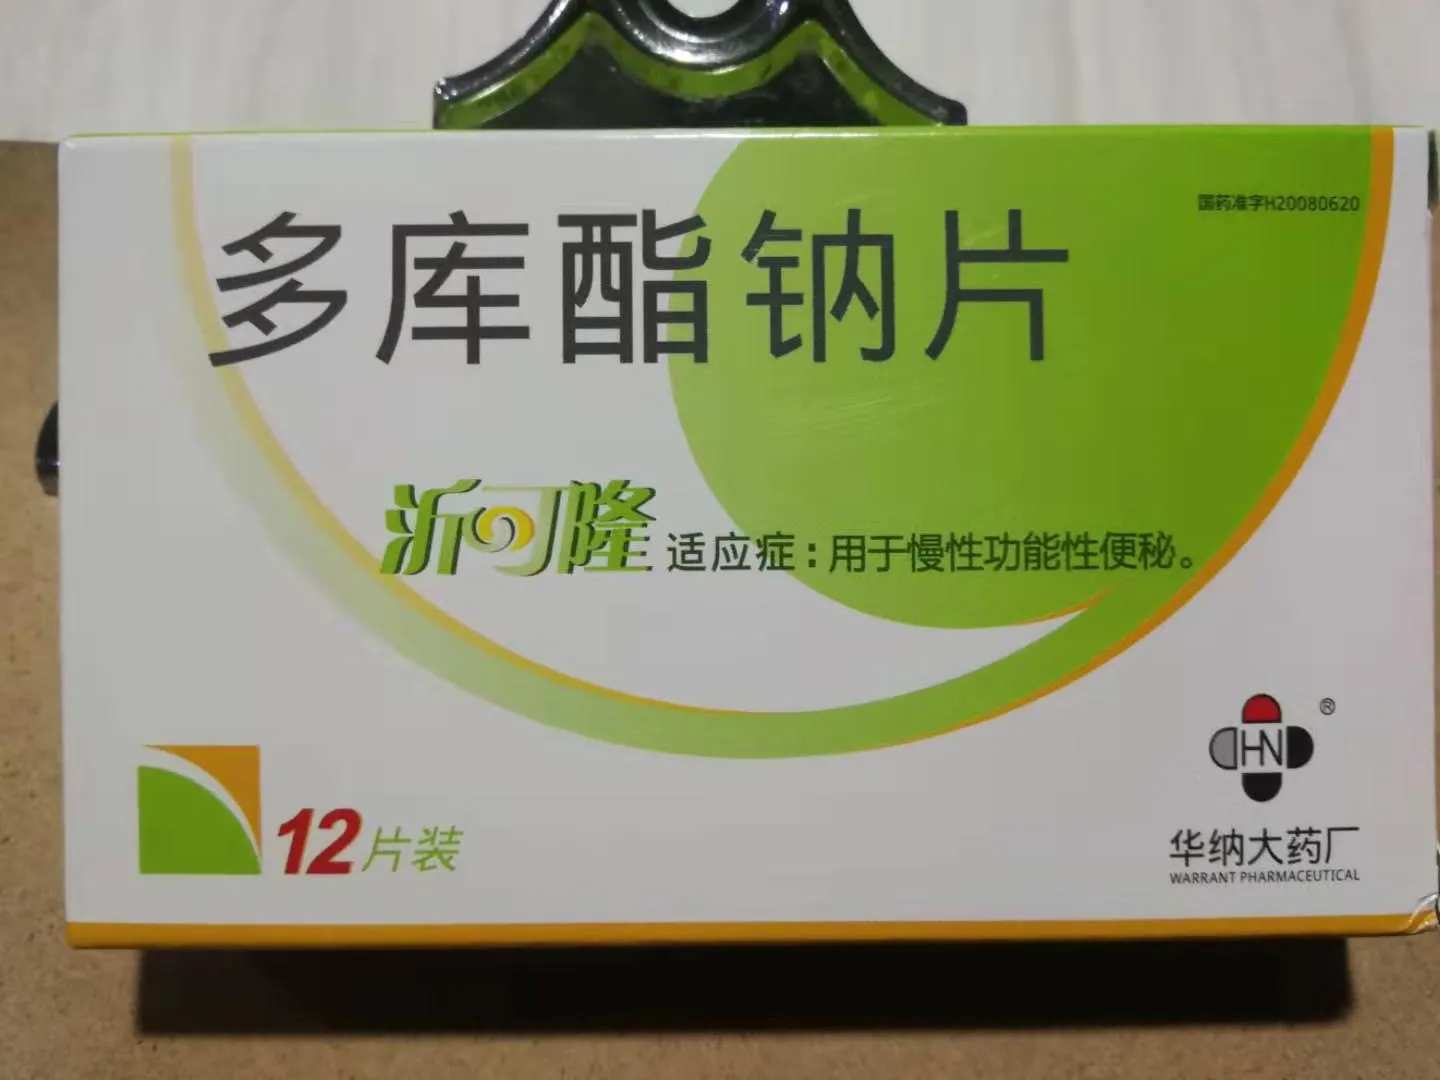 国药准字H20080620
多库酯钠片
沂可隆 适应症：用于慢性功能性便秘。
12片装
HN
®
华纳大药厂
WARRANT PHARMACEUTICAL